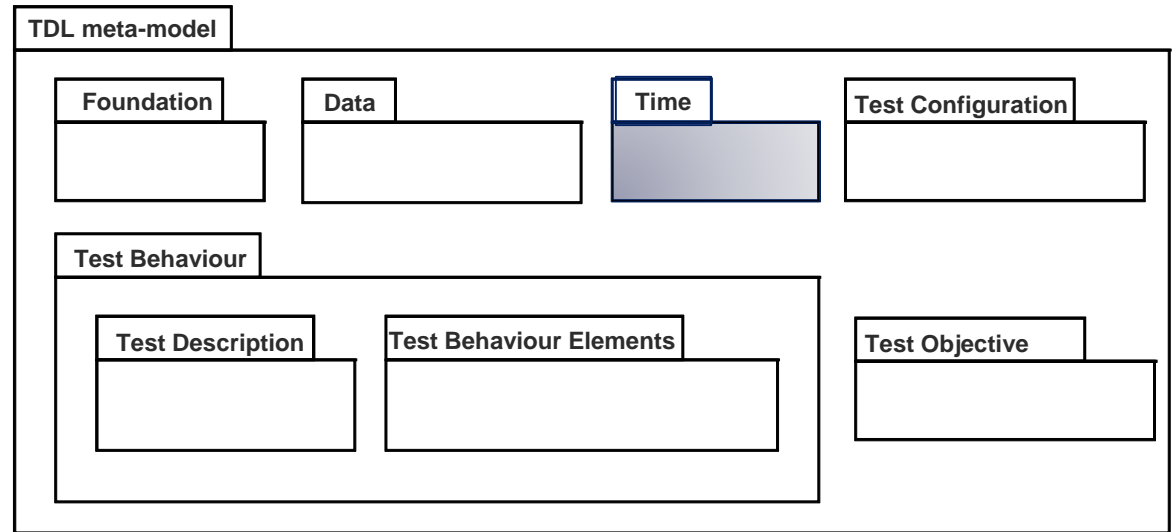 TDL meta-model
Foundation
Data
Time
Test Configuration
Test Behaviour
Test Description
Test Behaviour Elements
Test Objective